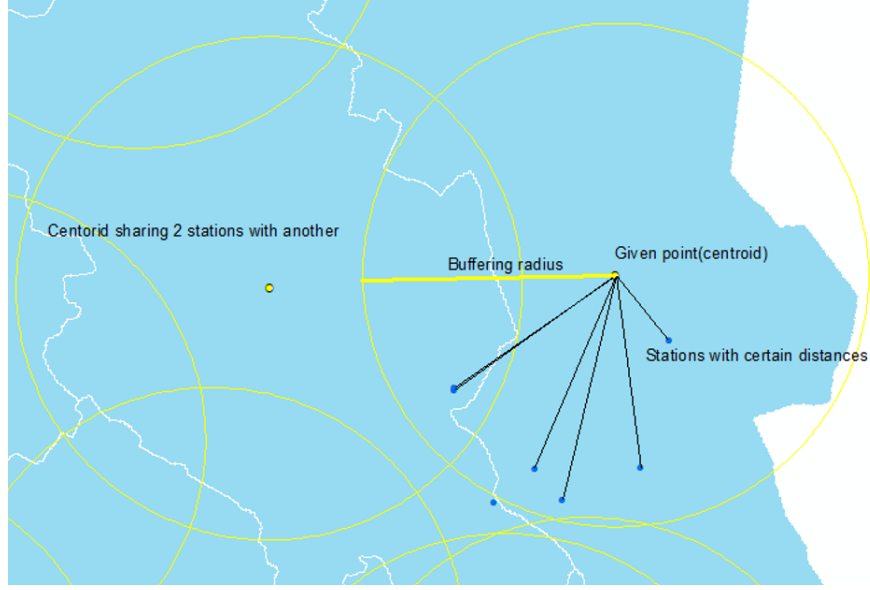 Centorid sharing 2 stations with another
Given point(centroid)
Buffering radius
Stations with certain distances